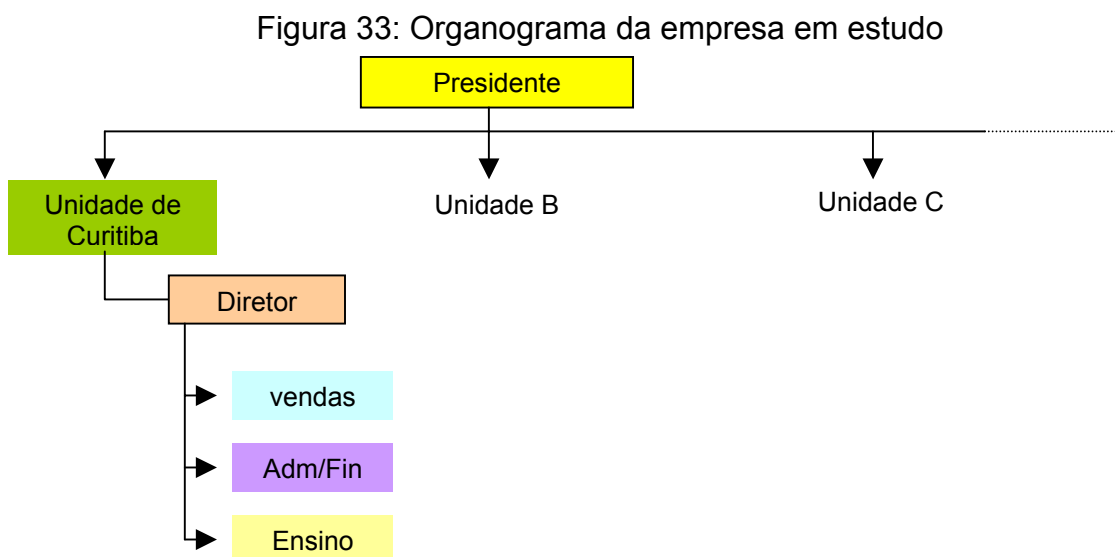 Figura 33: Organograma da empresa em estudo
Presidente
Unidade de
Curitiba
Unidade B
Unidade C
Diretor
vendas
Adm/Fin
Ensino